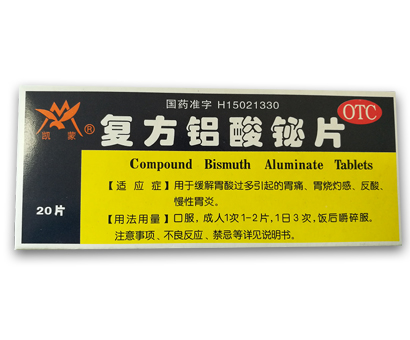 国药准字 H15021330
OTC
凯蒙®
复方铝酸铋片
Compound Bismuth Aluminate Tablets
【适应症】用于缓解胃酸过多引起的胃痛、胃烧灼感、反酸、
慢性胃炎。
20片
【用法用量】口服，成人1次1-2片，1日3次，饭后嚼碎服。
注意事项、不良反应、禁忌等详见说明书。